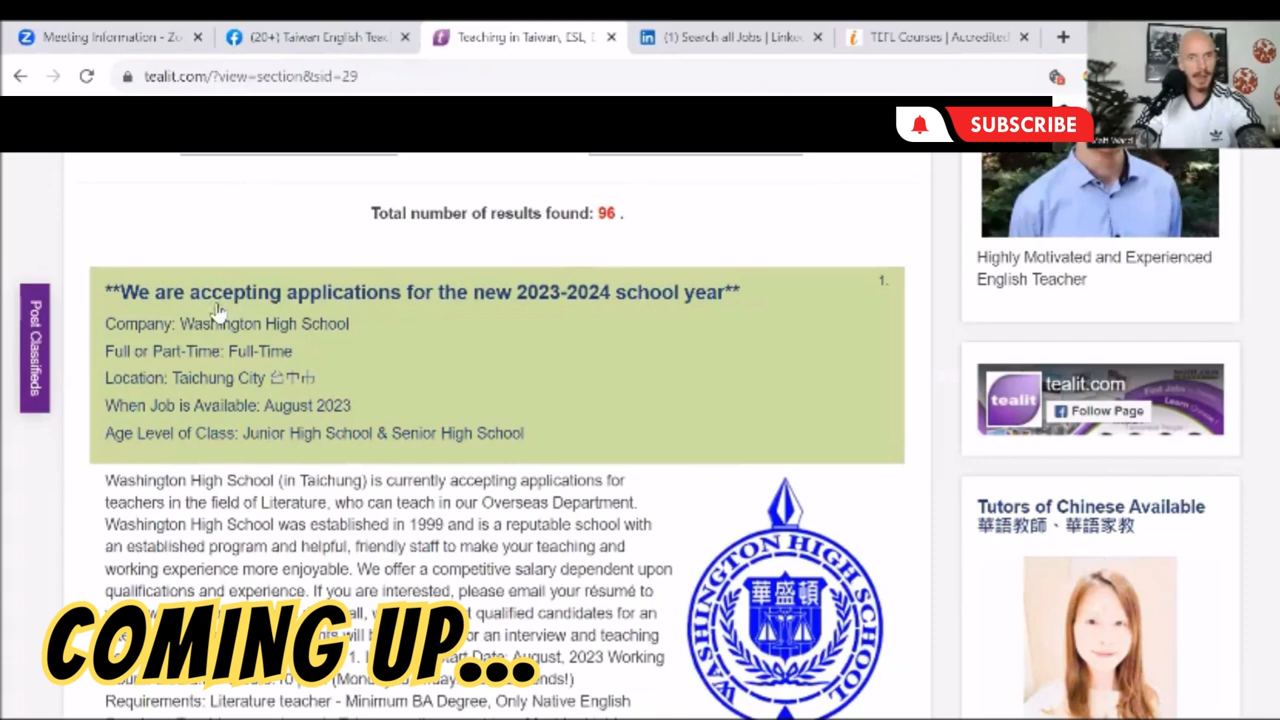 Meeting Information - Zo
(20+) Taiwan English Teac
Teaching in Taiwan, ESL, E
(1) Search all Jobs | Linke
TEFL Courses | Accredited
tealit.com/?view=section&sid=29
SUBSCRIBE
Matt Ward
Total number of results found: 96 .
**We are accepting applications for the new 2023-2024 school year**
1.
Company: Washington High School
Full or Part-Time: Full-Time
Location: Taichung City 台中市
When Job is Available: August 2023
Age Level of Class: Junior High School & Senior High School
Washington High School (in Taichung) is currently accepting applications for
teachers in the field of Literature, who can teach in our Overseas Department.
Washington High School was established in 1999 and is a reputable school with
an established program and helpful, friendly staff to make your teaching and
working experience more enjoyable. We offer a competitive salary dependent upon
qualifications and experience. If you are interested, please email your résumé to
qualified candidates for an
or an interview and teaching
Date: August, 2023 Working
Requirements: Literature teacher - Minimum BA Degree, Only Native English
COMING UP...
WASHINGTON HIGH SCHOOL
華盛頓
Post Classifieds
Highly Motivated and Experienced
English Teacher
tealit
tealit.com
Follow Page
Tutors of Chinese Available
華語教師、華語家教